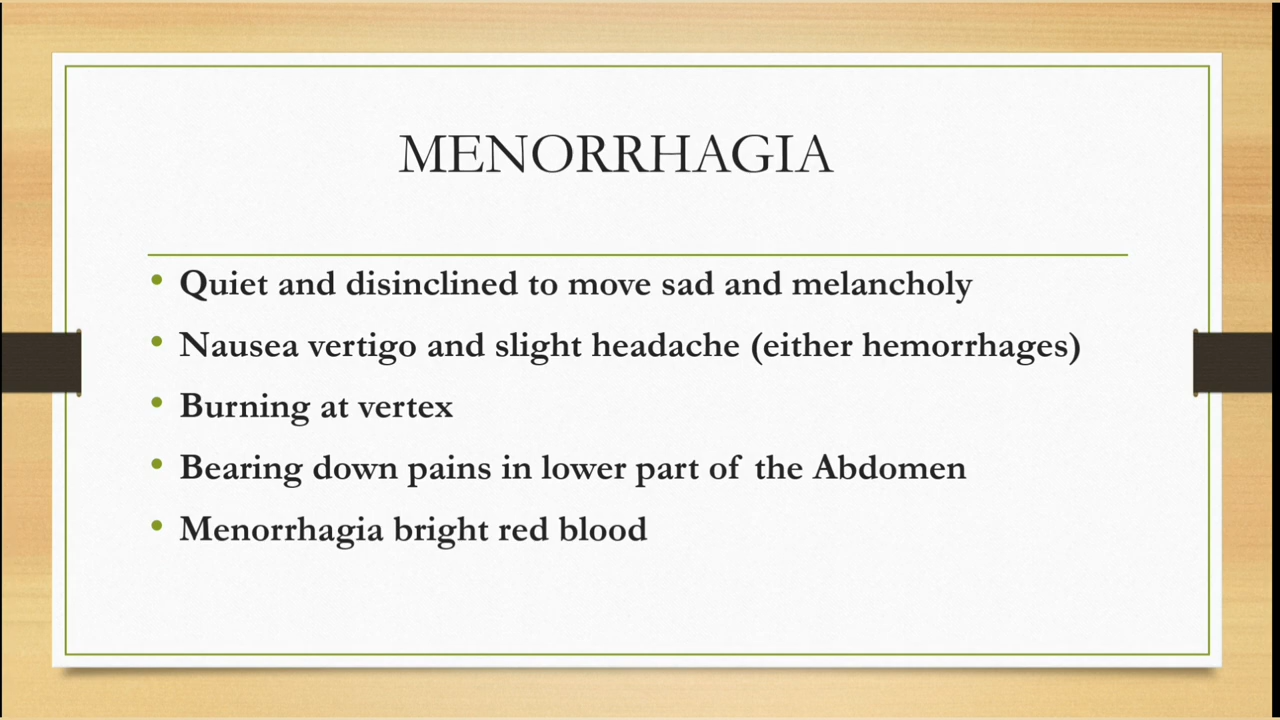 MENORRHAGIA
• Quiet and disinclined to move sad and melancholy
• Nausea vertigo and slight headache (either hemorrhages)
• Burning at vertex
• Bearing down pains in lower part of the Abdomen
• Menorrhagia bright red blood